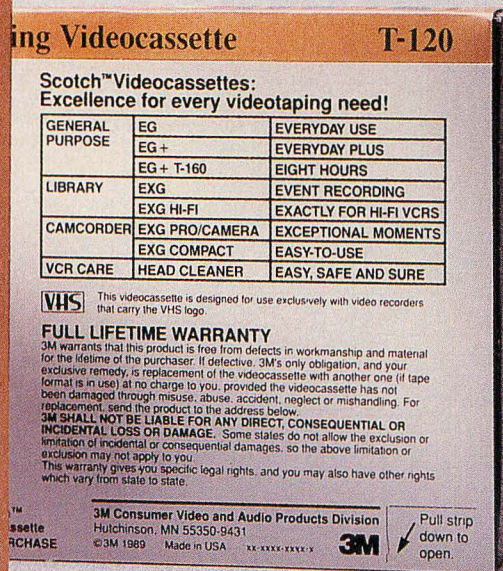 ing Videocassette T-120
Scotch™ Videocassettes:
Excellence for every videotaping need!
GENERAL PURPOSE EG EVERYDAY USE
EG+ EVERYDAY PLUS
EG+ T-160 EIGHT HOURS
LIBRARY EXG EVENT RECORDING
EXG HI-FI EXACTLY FOR HI-FI VCRS
CAMCORDER EXG PRO/CAMERA EXCEPTIONAL MOMENTS
EXG COMPACT EASY-TO-USE
VCR CARE HEAD CLEANER EASY, SAFE AND SURE
VHS This videocassette is designed for use exclusively with video recorders
that carry the VHS logo.
FULL LIFETIME WARRANTY
3M warrants that this product is free from defects in workmanship and material
for the lifetime of the purchaser. If defective, 3M's only obligation, and your
exclusive remedy, is replacement of the videocassette with another one (if tape
format is in use) at no charge to you, provided the videocassette has not
been damaged through misuse, abuse, accident, neglect or mishandling. For
replacement, send the product to the address below.
3M SHALL NOT BE LIABLE FOR ANY DIRECT, CONSEQUENTIAL OR
INCIDENTAL LOSS OR DAMAGE. Some states do not allow the exclusion or
limitation of incidental or consequential damages, so the above limitation or
exclusion may not apply to you.
This warranty gives you specific legal rights, and you may also have other rights
which vary from state to state.
™
ssette
RCHASE
3M Consumer Video and Audio Products Division
Hutchinson, MN 55350-9431
©3M 1989 Made in USA xx-xxxx-xxxx-x
3M
Pull strip
down to
open.